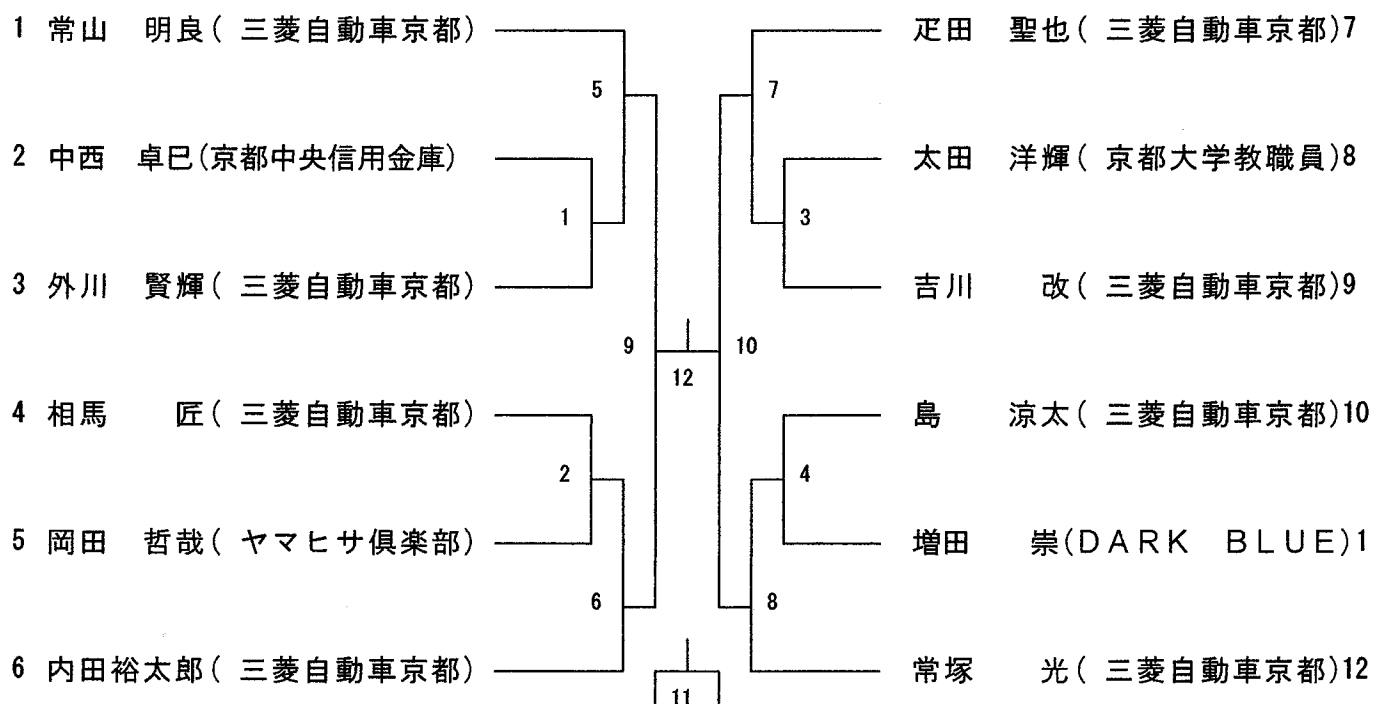 1 常山 明良( 三菱自動車京都)
5
2 中西 卓巳(京都中央信用金庫)
1
3 外川 賢輝( 三菱自動車京都)
9
4 相馬 匠( 三菱自動車京都)
2
5 岡田 哲哉( ヤマヒサ倶楽部)
6
6 内田裕太郎( 三菱自動車京都)
12
11
疋田 聖也( 三菱自動車京都)7
7
太田 洋輝( 京都大学教職員)8
3
吉川 改( 三菱自動車京都)9
10
島 涼太( 三菱自動車京都)10
4
増田 崇(DARK BLUE)1
8
常塚 光( 三菱自動車京都)12